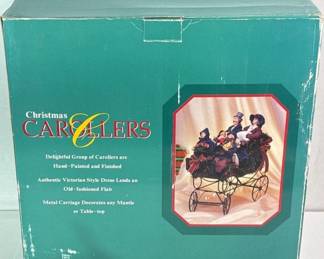 Christmas
CAROLLERS
Delightful Group of Carollers are
Hand-Painted and Finished
Authentic Victorian Style Dress Lends an
Old-fashioned Flair
Metal Carriage Decorates any Mantle
or Table-top